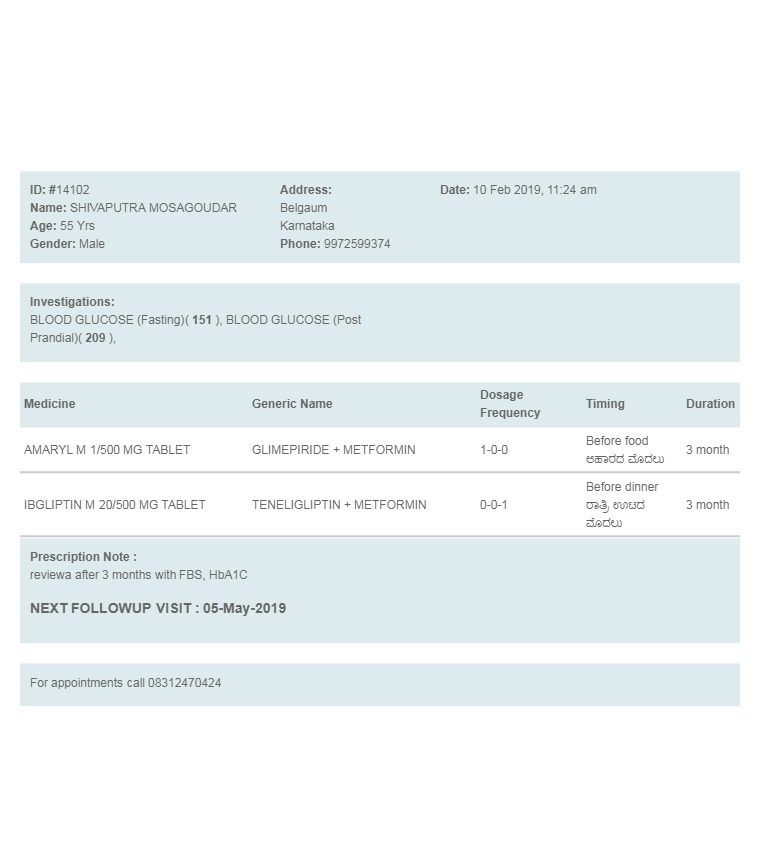 ID: #14102
Name: SHIVAPUTRA MOSAGOUDAR
Age: 55 Yrs
Gender: Male
Address:
Belgaum
Karnataka
Phone: 9972599374
Date: 10 Feb 2019, 11:24 am
Investigations:
BLOOD GLUCOSE (Fasting)( 151 ), BLOOD GLUCOSE (Post
Prandial)( 209 ),
Medicine Generic Name Dosage Frequency Timing Duration
AMARYL M 1/500 MG TABLET GLIMEPIRIDE + METFORMIN 1-0-0 Before food 3 month
ಆಹಾರದ ಮೊದಲು
IBGLIPTIN M 20/500 MG TABLET TENELIGLIPTIN + METFORMIN 0-0-1 Before dinner 3 month
ರಾತ್ರಿ ಊಟದ
ಮೊದಲು
Prescription Note :
reviewa after 3 months with FBS, HbA1C
NEXT FOLLOWUP VISIT : 05-May-2019
For appointments call 08312470424